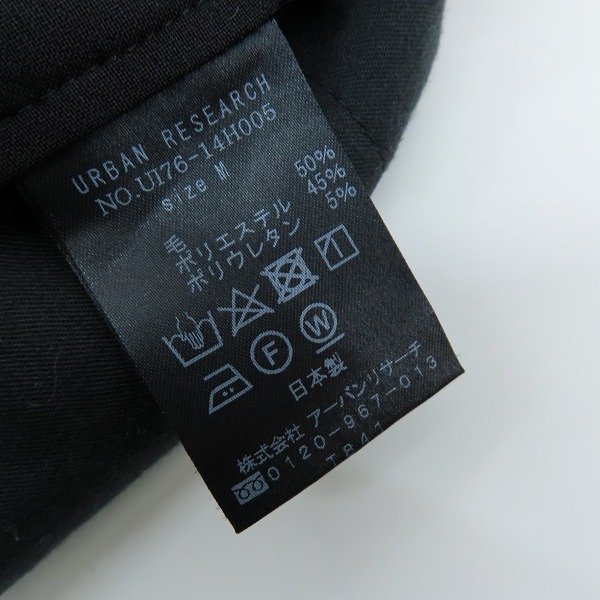 URBAN RESEARCH
NO.UI76-14H005
size M
毛 50%
ポリエステル 45%
ポリウレタン 5%
F W
日本製
株式会社 アーバンリサーチ
0120-967-013
T841